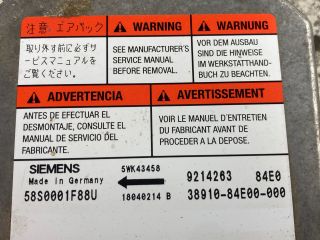 注意:エアバック
取り外す前に必ずサ
ービスマニュアルを
ご覧ください。
WARNING
SEE MANUFACTURER'S
SERVICE MANUAL
BEFORE REMOVAL.
WARNUNG
VOR DEM AUSBAU
SIND DIE HINWEISE
IM WERKSTATTHAND-
BUCH ZU BEACHTEN.
ADVERTENCIA
ANTES DE EFECTUAR EL
DESMONTAJE, CONSULTE EL
MANUAL DE SERVICIO DEL
FABRICANTE.
AVERTISSEMENT
VOIR LE MANUEL D'ENTRETIEN
DU FABRICANT AVANT DE
PROCEDER A LA DEPOSE.
SIEMENS 5WK43458 9214263 84E0
Made in Germany
58S0001F88U 18040214 B 38910-84E00-000